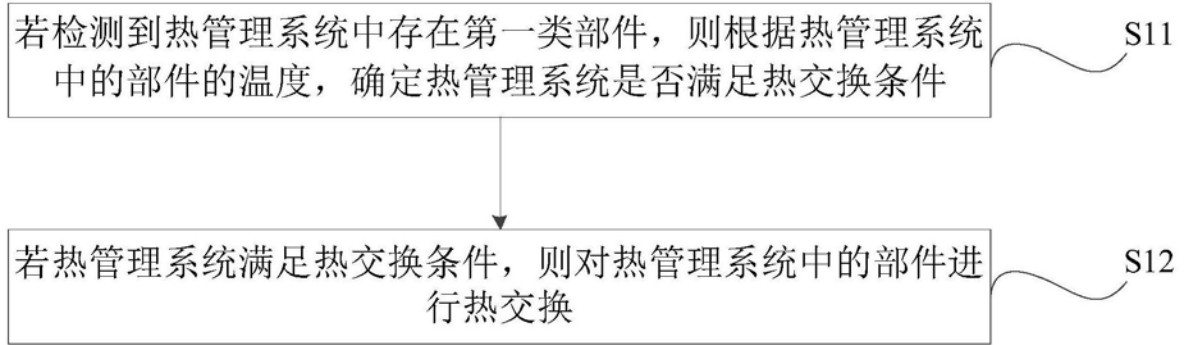 若检测到热管理系统中存在第一类部件，则根据热管理系统
中的部件的温度，确定热管理系统是否满足热交换条件
S11
若热管理系统满足热交换条件，则对热管理系统中的部件进
行热交换
S12